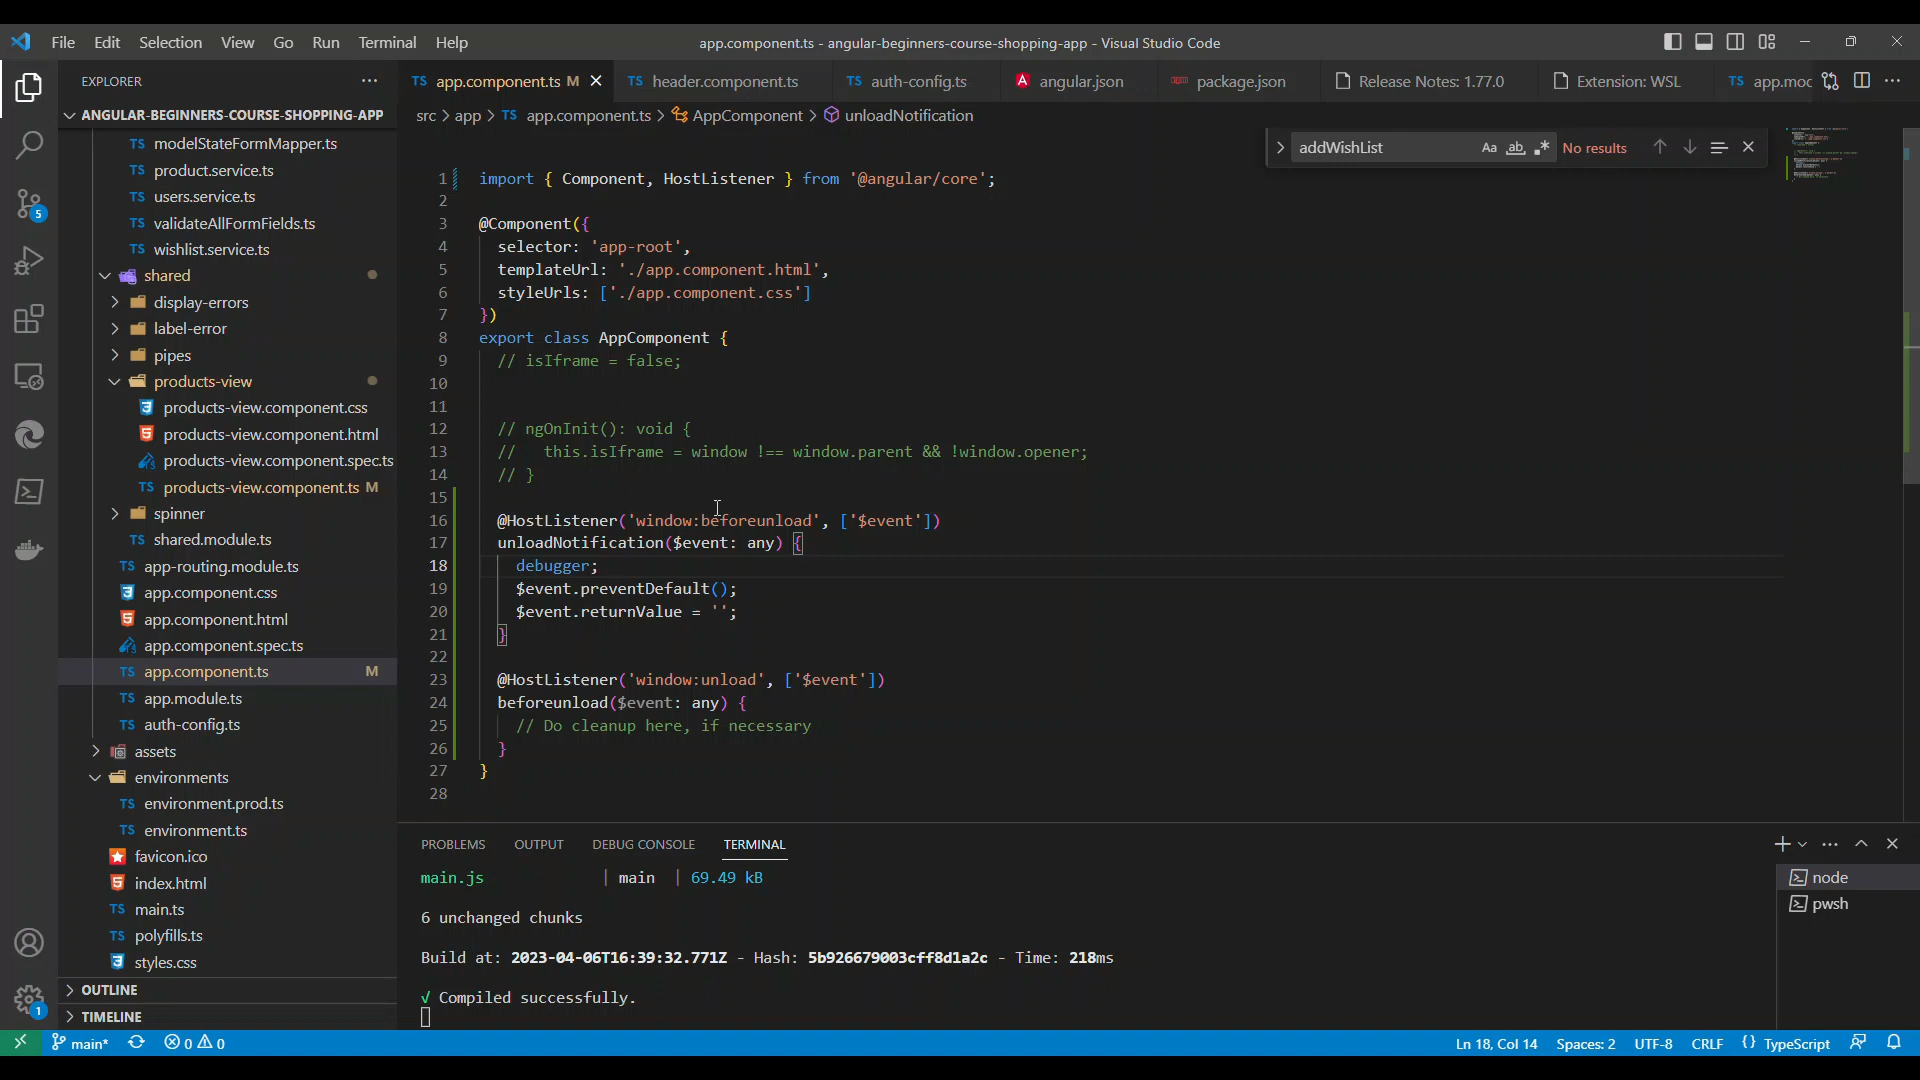 File Edit Selection View Go Run Terminal Help
app.component.ts - angular-beginners-course-shopping-app - Visual Studio Code
EXPLORER
ANGULAR-BEGINNERS-COURSE-SHOPPING-APP
TS modelStateFormMapper.ts
TS product.service.ts
TS users.service.ts
TS validateAllFormFields.ts
TS wishlist.service.ts
shared
display-errors
label-error
pipes
products-view
products-view.component.css
products-view.component.html
products-view.component.spec.ts
TS products-view.component.ts M
spinner
TS shared.module.ts
TS app-routing.module.ts
app.component.css
app.component.html
app.component.spec.ts
TS app.component.ts M
TS app.module.ts
TS auth-config.ts
assets
environments
TS environment.prod.ts
TS environment.ts
favicon.ico
index.html
TS main.ts
TS polyfills.ts
styles.css
OUTLINE
TIMELINE
5
1
TS app.component.ts M TS header.component.ts TS auth-config.ts angular.json package.json Release Notes: 1.77.0 Extension: WSL TS app.moc
src > app > TS app.component.ts > AppComponent > unloadNotification
addWishList Aa ab No results
1 import { Component, HostListener } from '@angular/core';
2
3 @Component({
4 selector: 'app-root',
5 templateUrl: './app.component.html',
6 styleUrls: ['./app.component.css']
7 })
8 export class AppComponent {
9 // isIframe = false;
10
11
12 // ngOnInit(): void {
13 // this.isIframe = window !== window.parent && !window.opener;
14 // }
15
16 @HostListener('window:beforeunload', ['$event'])
17 unloadNotification($event: any) {
18 debugger;
19 $event.preventDefault();
20 $event.returnValue = '';
21 }
22
23 @HostListener('window:unload', ['$event'])
24 beforeunload($event: any) {
25 // Do cleanup here, if necessary
26 }
27 }
28
PROBLEMS OUTPUT DEBUG CONSOLE TERMINAL
main.js | main | 69.49 kB
6 unchanged chunks
Build at: 2023-04-06T16:39:32.771Z - Hash: 5b926679003cff8d1a2c - Time: 218ms
√ Compiled successfully.
node
pwsh
main* 0 0 Ln 18, Col 14 Spaces: 2 UTF-8 CRLF {} TypeScript